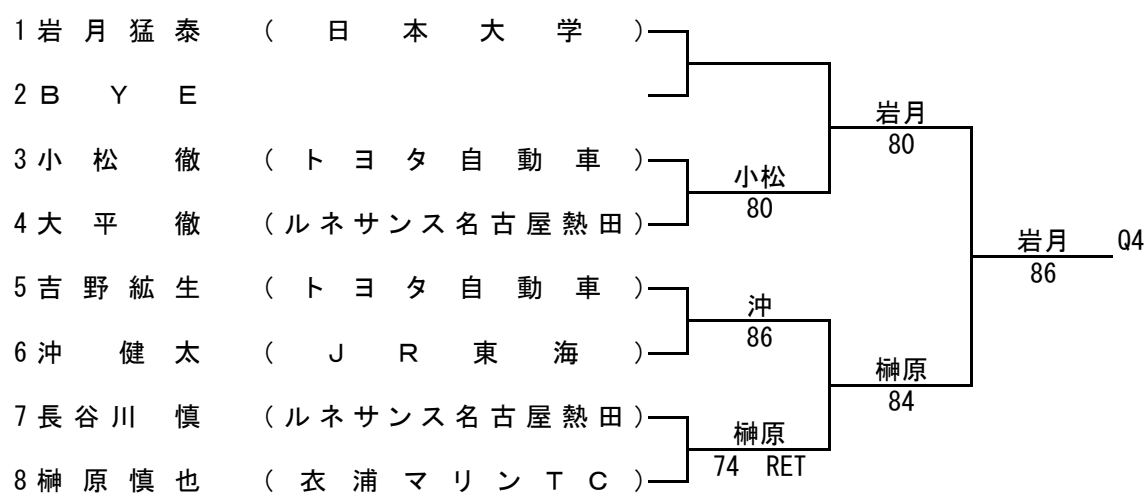 1 岩月猛泰 (日本大学)
2 BYE
岩月
80
3 小松 徹 (トヨタ自動車)
小松
80
4 大平 徹 (ルネサンス名古屋熱田)
岩月 Q4
86
5 吉野紘生 (トヨタ自動車)
沖
86
6 沖 健太 (JR東海)
榊原
84
7 長谷川 慎 (ルネサンス名古屋熱田)
榊原
74 RET
8 榊原慎也 (衣浦マリンTC)